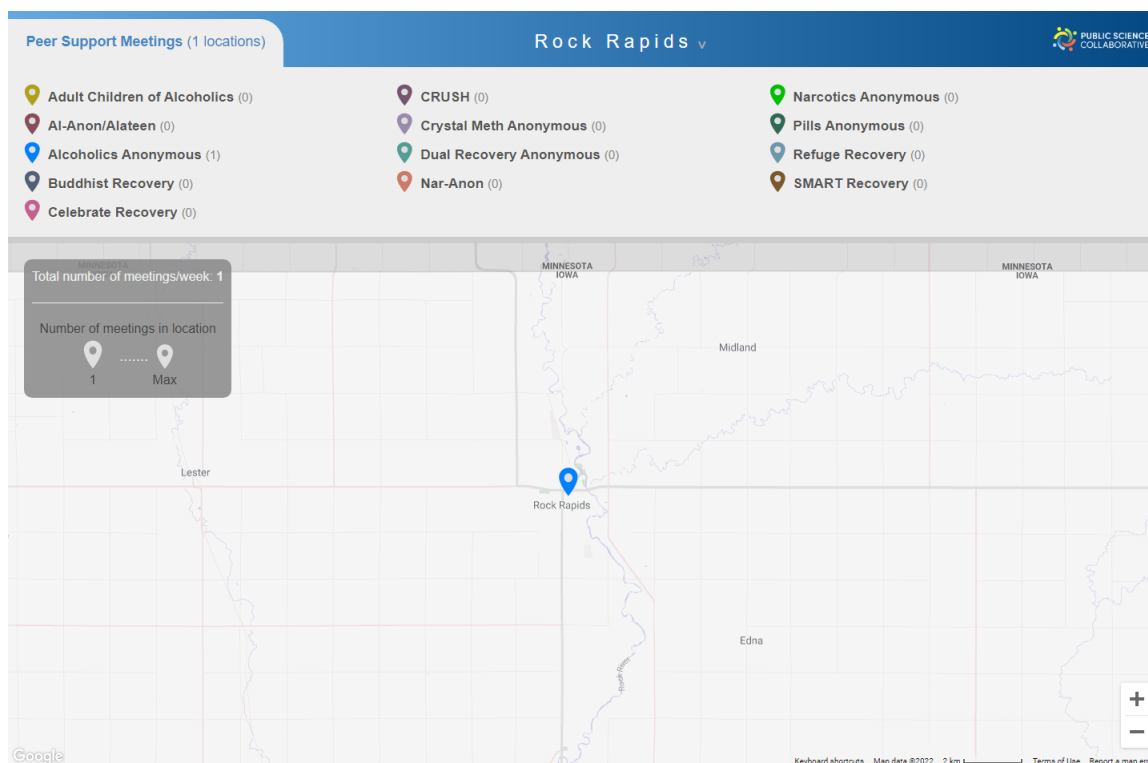 Peer Support Meetings (1 locations)
Rock Rapids v
PUBLIC SCIENCE
COLLABORATIVE
Adult Children of Alcoholics (0)
Al-Anon/Alateen (0)
Alcoholics Anonymous (1)
Buddhist Recovery (0)
Celebrate Recovery (0)
CRUSH (0)
Crystal Meth Anonymous (0)
Dual Recovery Anonymous (0)
Nar-Anon (0)
Narcotics Anonymous (0)
Pills Anonymous (0)
Refuge Recovery (0)
SMART Recovery (0)
MINNESOTA
Total number of meetings/week: 1
Number of meetings in location
1 ....... Max
MINNESOTA
IOWA
MINNESOTA
IOWA
Midland
Lester
Rock Rapids
Edna
Rock River
+
−
Google
Keyboard shortcuts Map data ©2022 2 km Terms of Use Report a map er